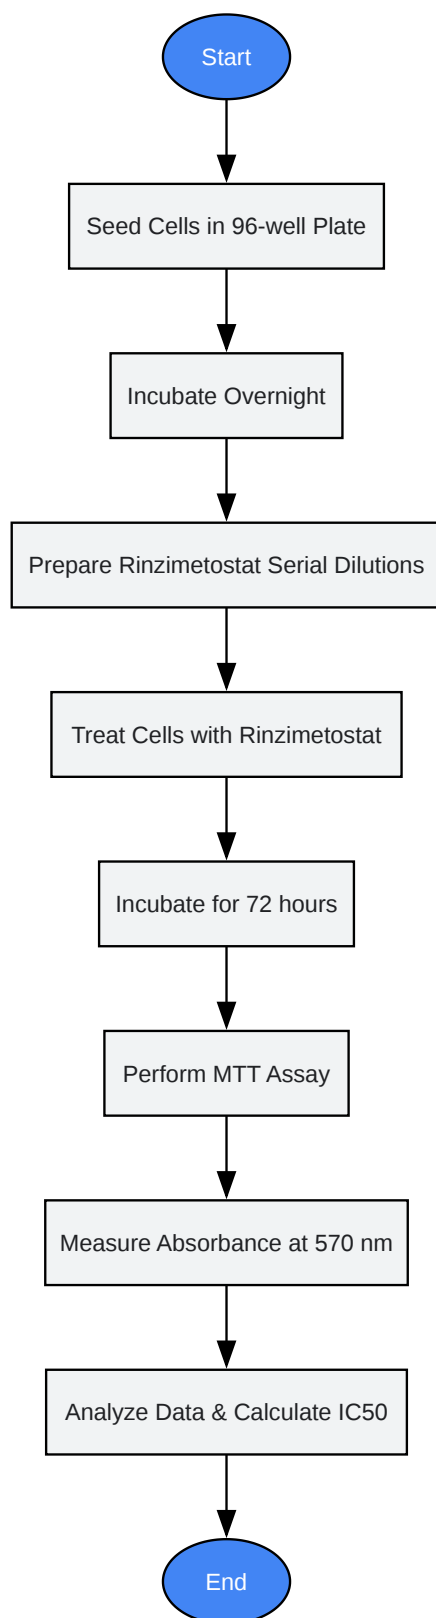 Start
Seed Cells in 96-well Plate
Incubate Overnight
Prepare Rinzimetostat Serial Dilutions
Treat Cells with Rinzimetostat
Incubate for 72 hours
Perform MTT Assay
Measure Absorbance at 570 nm
Analyze Data & Calculate IC50
End